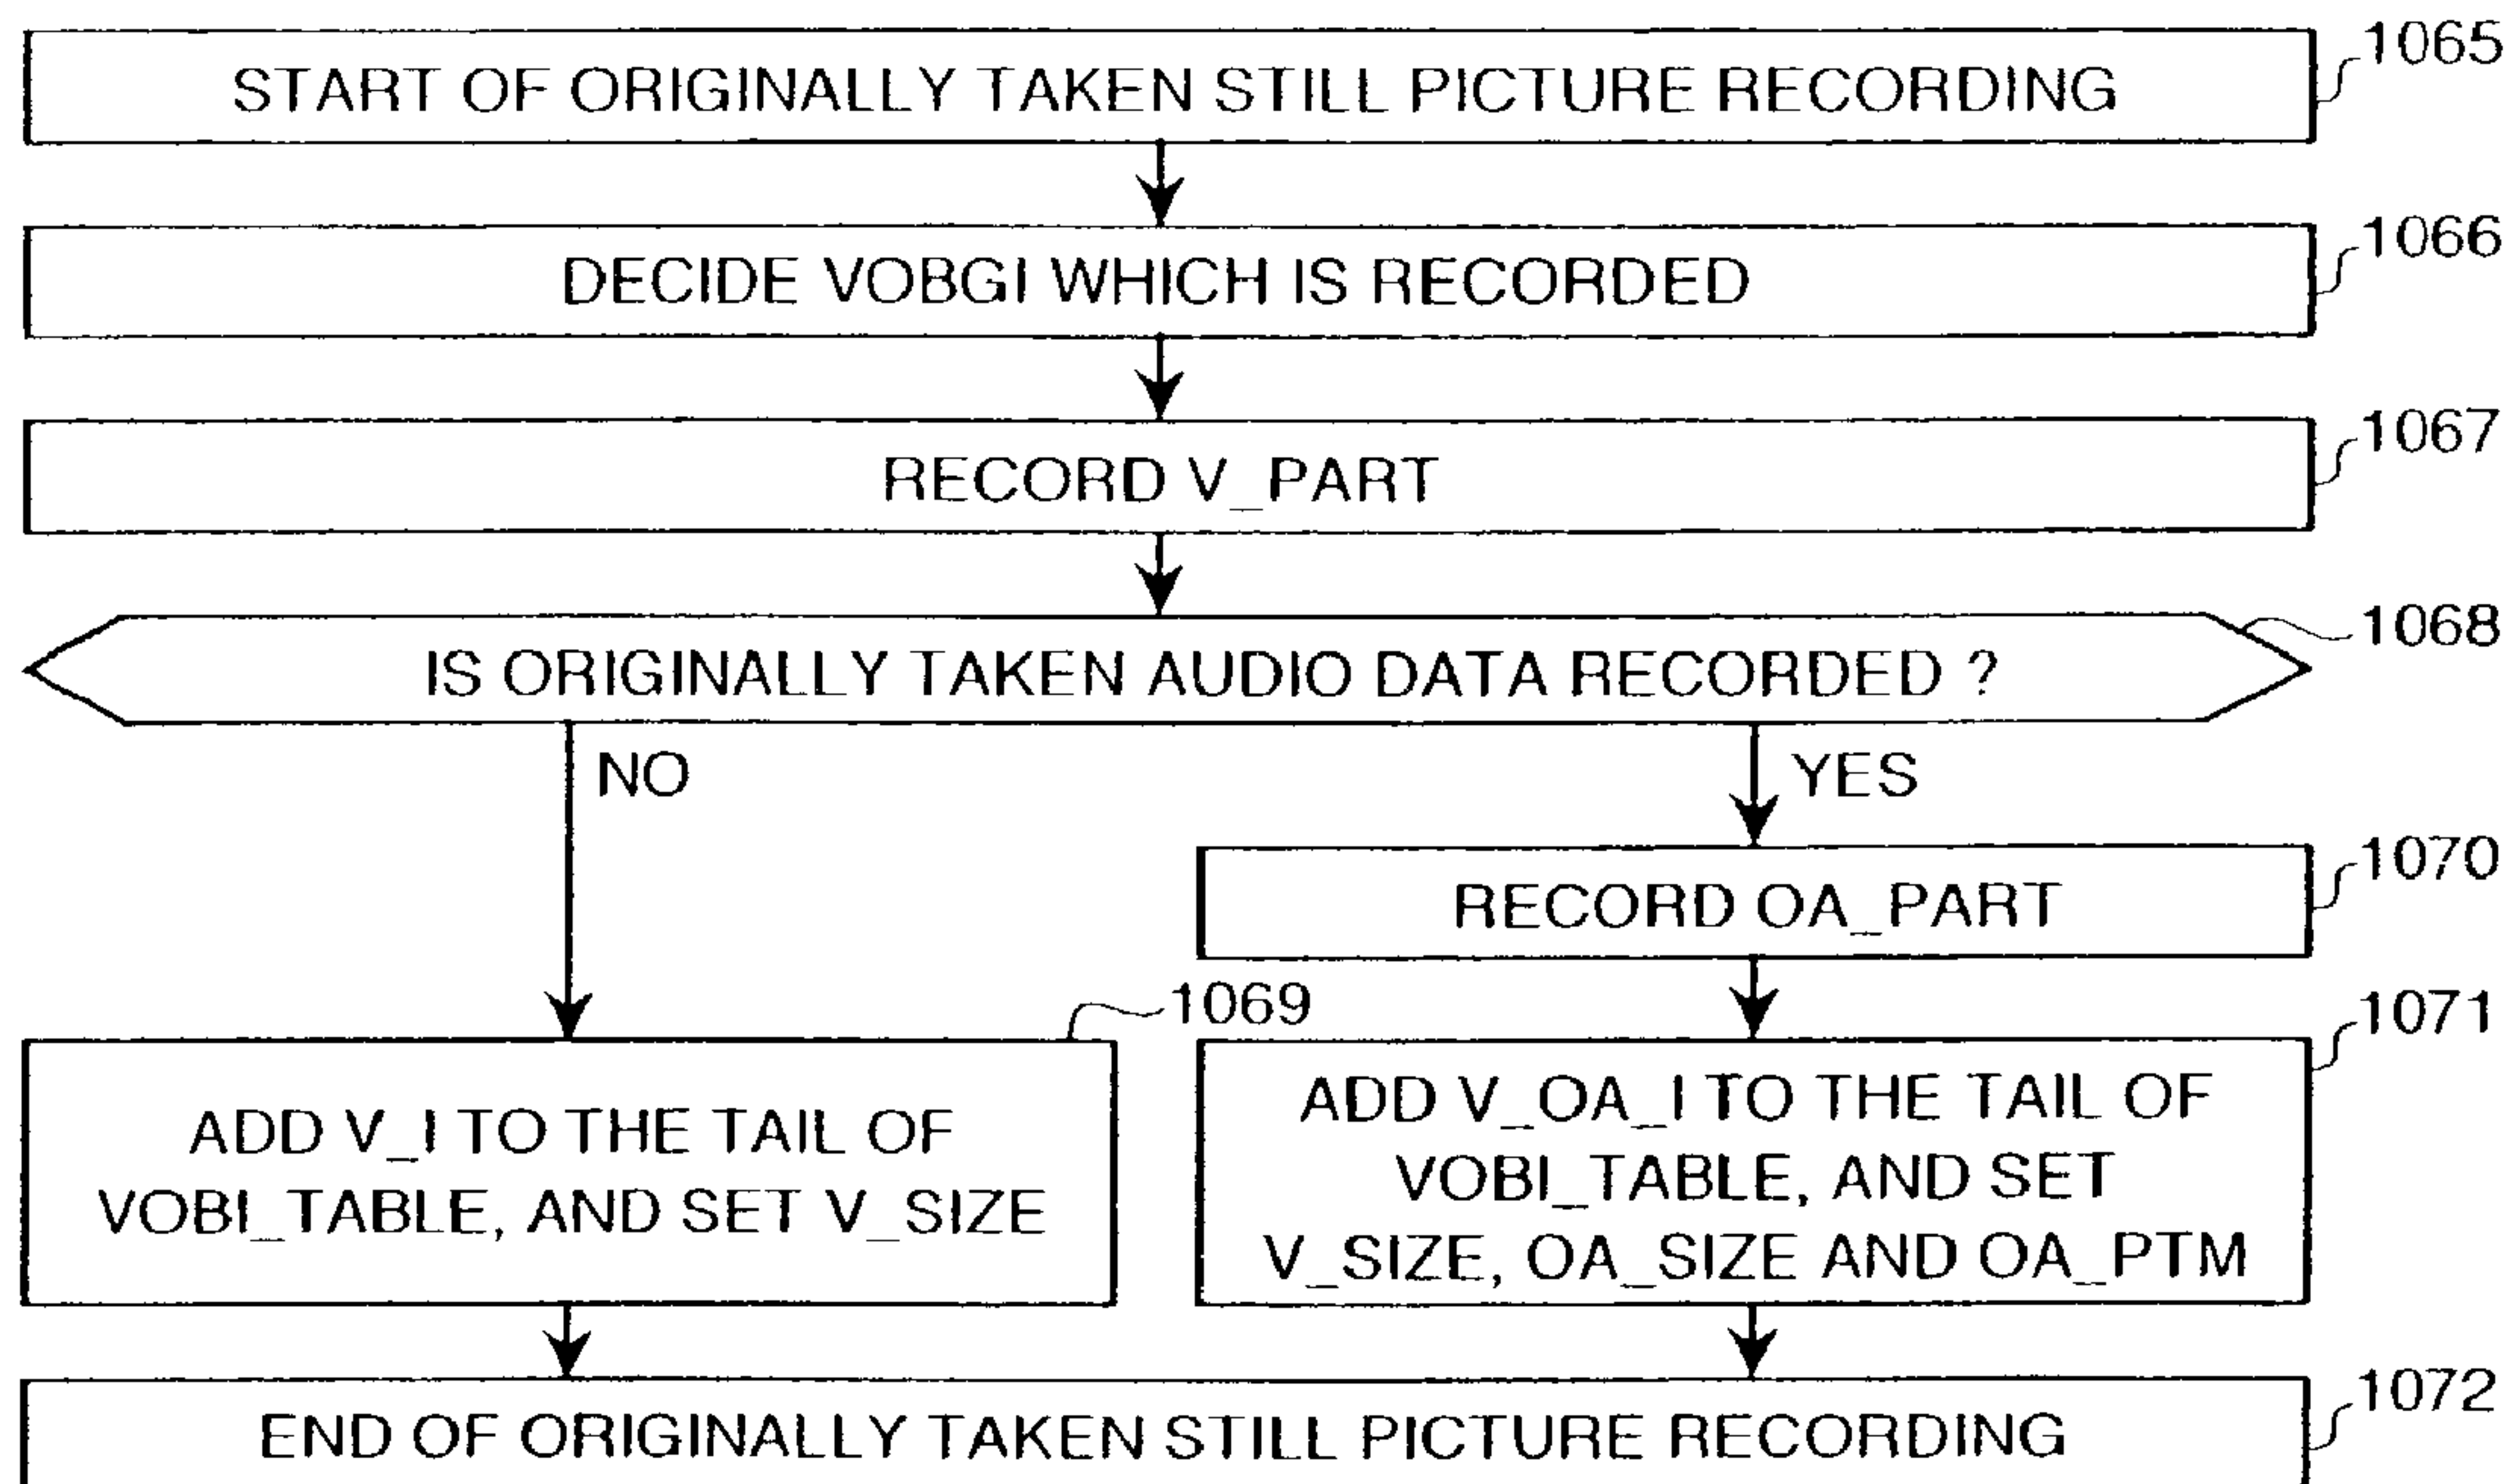 START OF ORIGINALLY TAKEN STILL PICTURE RECORDING
1065
DECIDE VOBGI WHICH IS RECORDED
1066
RECORD V_PART
1067
IS ORIGINALLY TAKEN AUDIO DATA RECORDED ?
1068
NO
YES
RECORD OA_PART
1070
1069
ADD V_I TO THE TAIL OF
VOBI_TABLE, AND SET V_SIZE
1071
ADD V_OA_I TO THE TAIL OF
VOBI_TABLE, AND SET
V_SIZE, OA_SIZE AND OA_PTM
END OF ORIGINALLY TAKEN STILL PICTURE RECORDING
1072